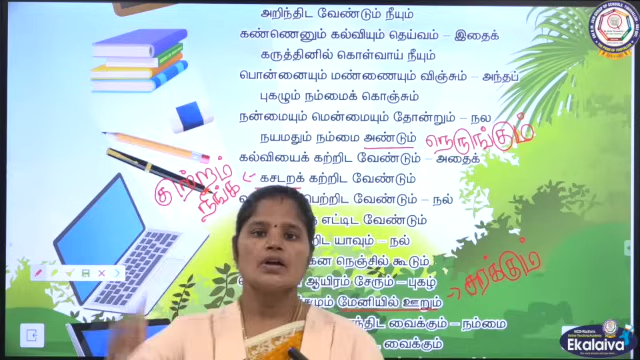 அறிந்திட வேண்டும் நீயும்
கண்ணெனும் கல்வியும் தெய்வம் – இதைக்
கருத்தினில் கொள்வாய் நீயும்
பொன்னையும் மண்ணையும் விஞ்சும் – அந்தப்
புகழும் நம்மைக் கொஞ்சும்
நன்மையும் மென்மையும் தோன்றும் – நல
நயமதும் நம்மை அண்டும் நெருங்கும்
கல்வியைக் கற்றிட வேண்டும் – அதைக்
குற்றம் நீங்க கசடறக் கற்றிட வேண்டும்
பெற்றிட வேண்டும் – நல்
எட்டிட வேண்டும்
யாவும் – நல்
நெஞ்சில் கூடும்
ஆயிரம் சேரும் – புகழ்
மேனியில் ஊறும்
வைக்கும் – நம்மை
வைக்கும்
Ekalaiva